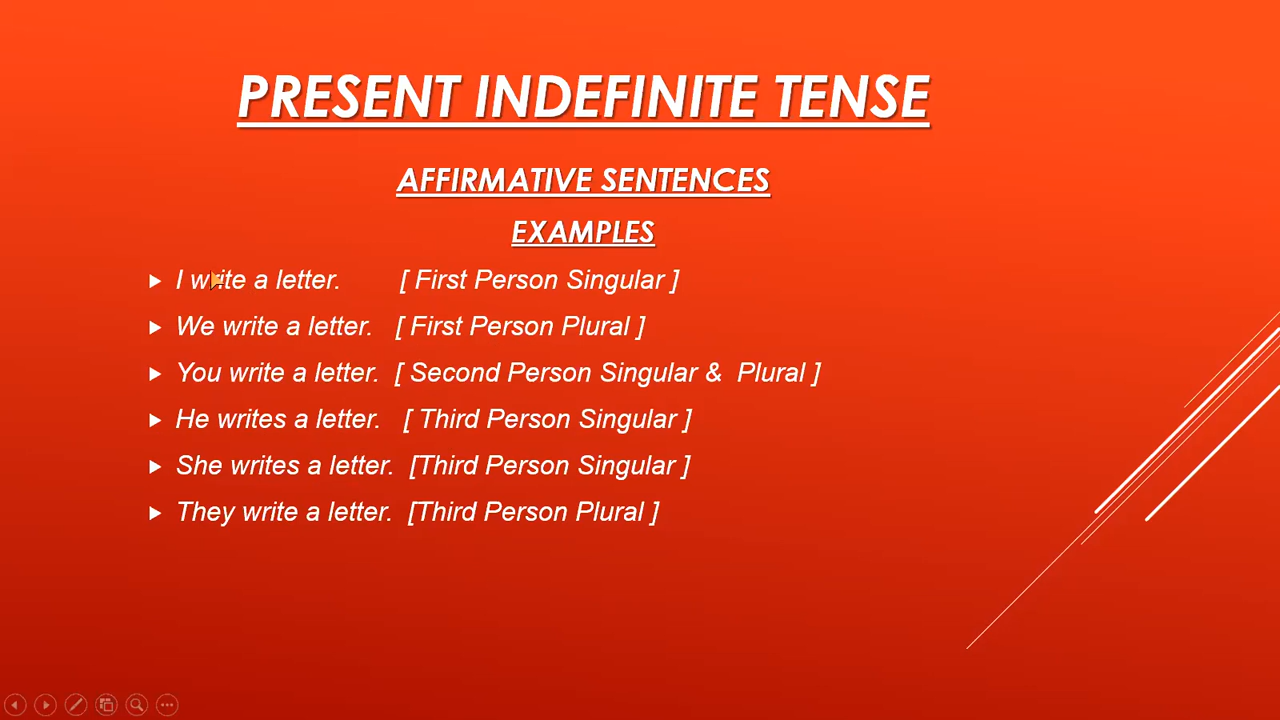 PRESENT INDEFINITE TENSE
AFFIRMATIVE SENTENCES
EXAMPLES
I write a letter. [ First Person Singular ]
We write a letter. [ First Person Plural ]
You write a letter. [ Second Person Singular & Plural ]
He writes a letter. [ Third Person Singular ]
She writes a letter. [Third Person Singular ]
They write a letter. [Third Person Plural ]